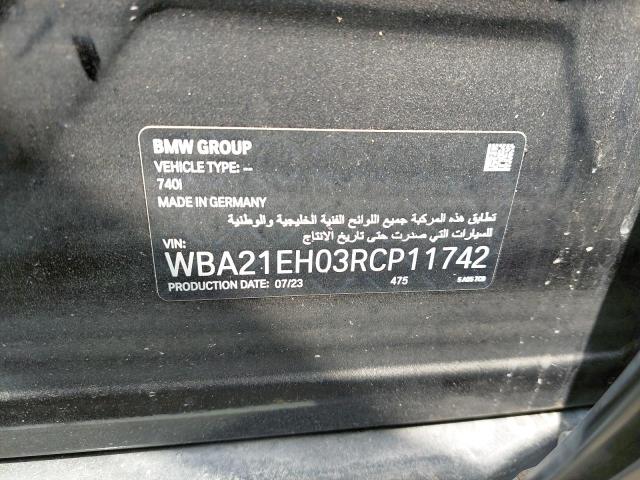 BMW GROUP
VEHICLE TYPE: --
740I
MADE IN GERMANY
تطابق هذه المركبة جميع اللوائح الفنية الخليجية والوطنية
للسيارات التي صدرت حتى تاريخ الانتاج
VIN:
WBA21EH03RCP11742
PRODUCTION DATE: 07/23 475